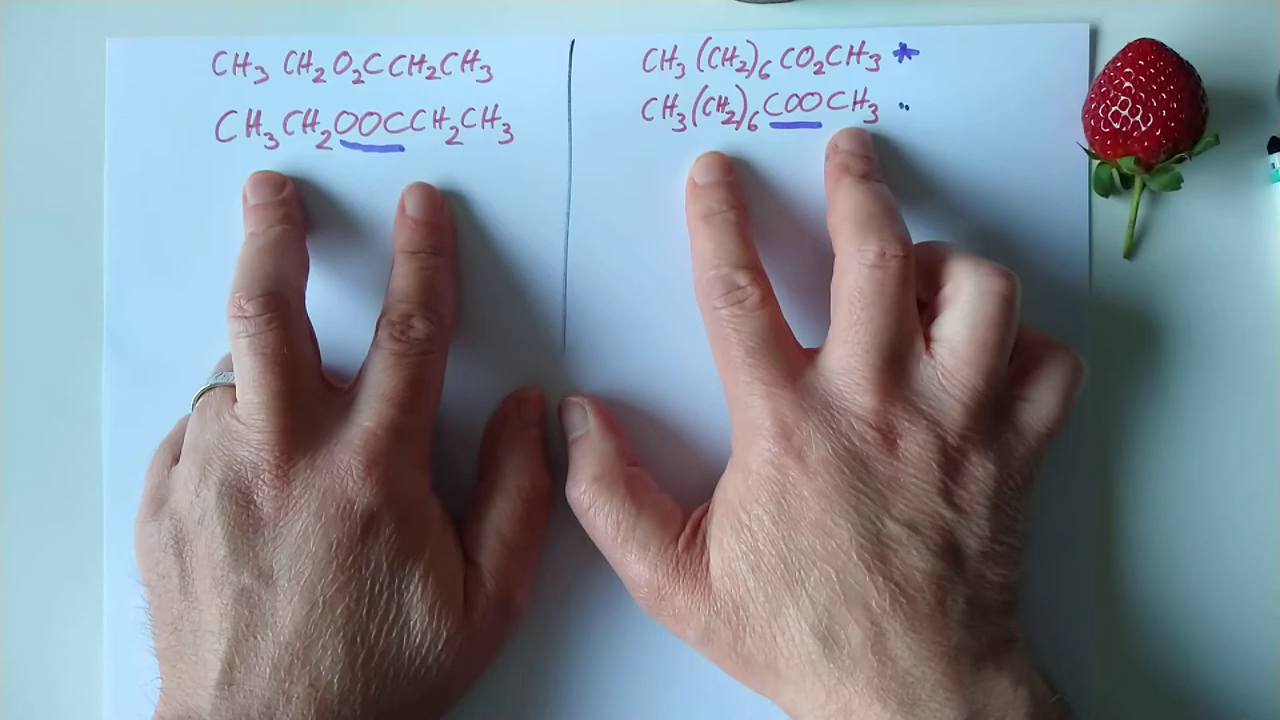 CH₃ CH₂O₂CCH₂CH₃
CH₃CH₂OOCCH₂CH₃
CH₃(CH₂)₆CO₂CH₃ *
CH₃(CH₂)₆COOCH₃ ..